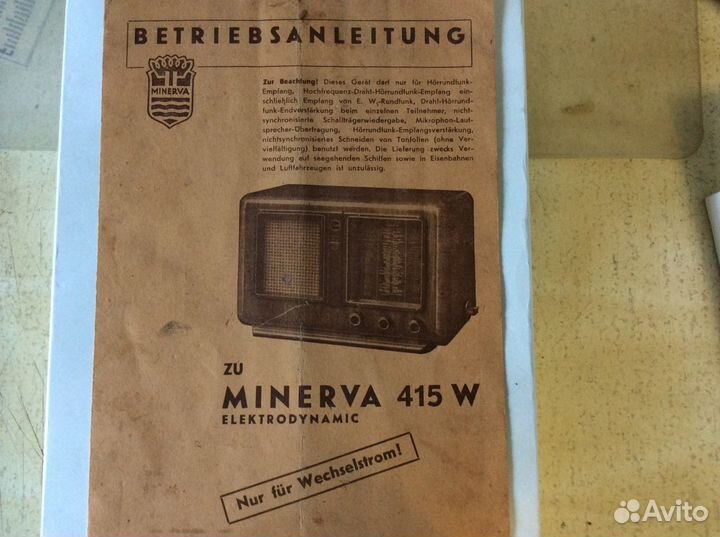 BETRIEBSANLEITUNG
MINERVA
Zur Beachtung! Dieses Gerät darf nur für Hörrundfunk-
Empfang, Hochfrequenz-Draht-Hörrundfunk-Empfang ein-
schließlich Empfang von E. W.-Rundfunk, Draht-Hörrund-
funk-Endverstärkung beim einzelnen Teilnehmer, nicht-
synchronisierte Schallträgerwiedergabe, Mikrophon-Laut-
sprecher-Übertragung, Hörrundfunk-Empfangsverstärkung,
nichtsynchronisiertes Schneiden von Tonfolien (ohne Ver-
vielfältigung) benutzt werden. Die Lieferung zwecks Ver-
wendung auf seegehenden Schiffen sowie in Eisenbahnen
und Luftfahrzeugen ist unzulässig.
ZU
MINERVA 415 W
ELEKTRODYNAMIC
Nur für Wechselstrom!
Avito